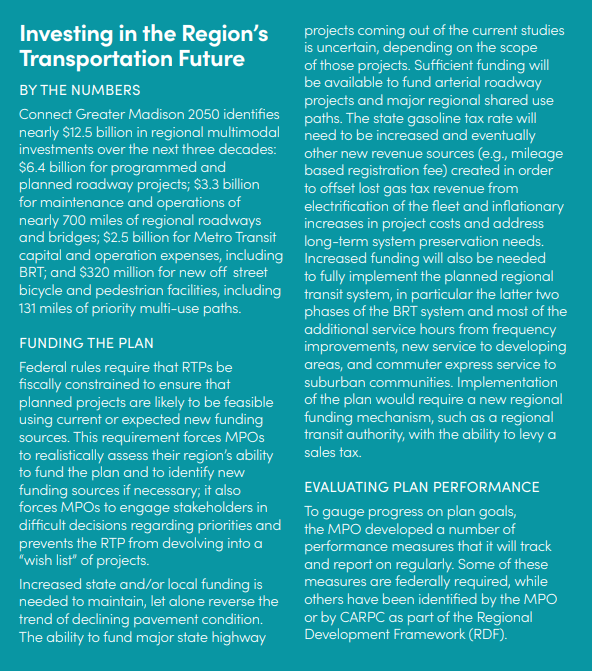 Investing in the Region's
Transportation Future
BY THE NUMBERS
Connect Greater Madison 2050 identifies
nearly $12.5 billion in regional multimodal
investments over the next three decades:
$6.4 billion for programmed and
planned roadway projects; $3.3 billion
for maintenance and operations of
nearly 700 miles of regional roadways
and bridges; $2.5 billion for Metro Transit
capital and operation expenses, including
BRT; and $320 million for new off street
bicycle and pedestrian facilities, including
131 miles of priority multi-use paths.
FUNDING THE PLAN
Federal rules require that RTPs be
fiscally constrained to ensure that
planned projects are likely to be feasible
using current or expected new funding
sources. This requirement forces MPOs
to realistically assess their region's ability
to fund the plan and to identify new
funding sources if necessary; it also
forces MPOs to engage stakeholders in
difficult decisions regarding priorities and
prevents the RTP from devolving into a
"wish list" of projects.
Increased state and/or local funding is
needed to maintain, let alone reverse the
trend of declining pavement condition.
The ability to fund major state highway
projects coming out of the current studies
is uncertain, depending on the scope
of those projects. Sufficient funding will
be available to fund arterial roadway
projects and major regional shared use
paths. The state gasoline tax rate will
need to be increased and eventually
other new revenue sources (e.g., mileage
based registration fee) created in order
to offset lost gas tax revenue from
electrification of the fleet and inflationary
increases in project costs and address
long-term system preservation needs.
Increased funding will also be needed
to fully implement the planned regional
transit system, in particular the latter two
phases of the BRT system and most of the
additional service hours from frequency
improvements, new service to developing
areas, and commuter express service to
suburban communities. Implementation
of the plan would require a new regional
funding mechanism, such as a regional
transit authority, with the ability to levy a
sales tax.
EVALUATING PLAN PERFORMANCE
To gauge progress on plan goals,
the MPO developed a number of
performance measures that it will track
and report on regularly. Some of these
measures are federally required, while
others have been identified by the MPO
or by CARPC as part of the Regional
Development Framework (RDF).